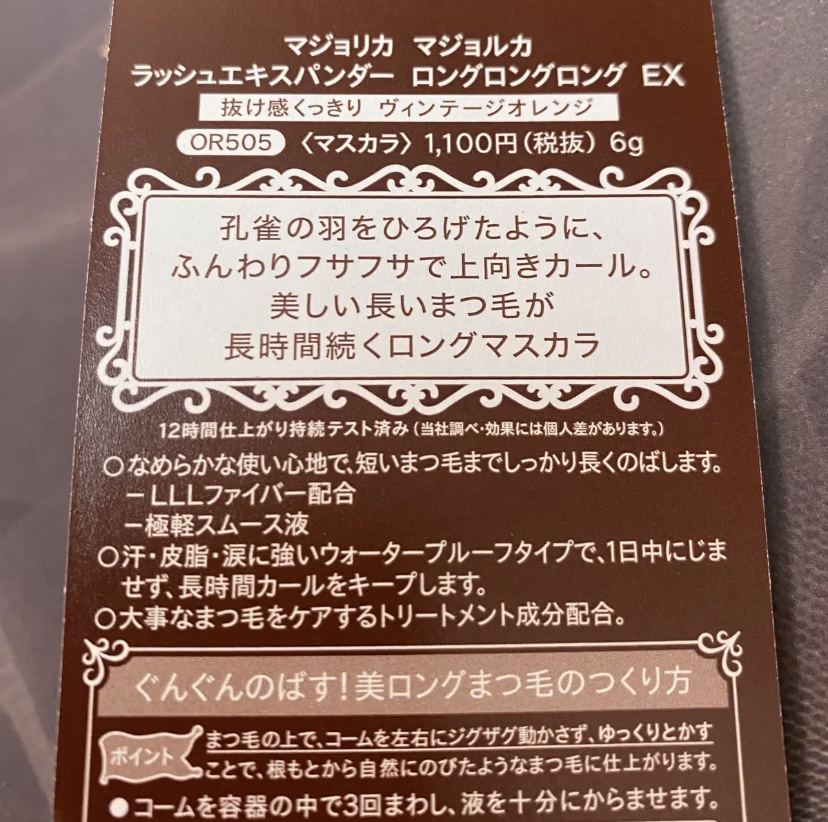 マジョリカ マジョルカ
ラッシュエキスパンダー ロングロングロング EX
抜け感くっきり ヴィンテージオレンジ
OR505 〈マスカラ〉 1,100円（税抜） 6g
孔雀の羽をひろげたように、
ふんわりフサフサで上向きカール。
美しい長いまつ毛が
長時間続くロングマスカラ
12時間仕上がり持続テスト済み（当社調べ・効果には個人差があります。）
○なめらかな使い心地で、短いまつ毛までしっかり長くのばします。
－LLLファイバー配合
－極軽スムース液
○汗・皮脂・涙に強いウォータープルーフタイプで、1日中にじま
せず、長時間カールをキープします。
○大事なまつ毛をケアするトリートメント成分配合。
ぐんぐんのばす！美ロングまつ毛のつくり方
ポイント まつ毛の上で、コームを左右にジグザグ動かさず、ゆっくりとかす
ことで、根もとから自然にのびたようなまつ毛に仕上がります。
●コームを容器の中で3回まわし、液を十分にからませます。